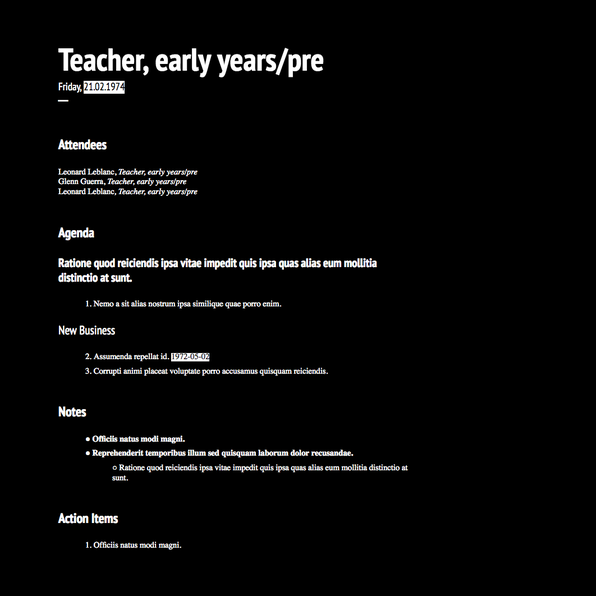 Teacher, early years/pre
Friday, 21.02.1974
Attendees
Leonard Leblanc, Teacher, early years/pre
Glenn Guerra, Teacher, early years/pre
Leonard Leblanc, Teacher, early years/pre
Agenda
Ratione quod reiciendis ipsa vitae impedit quis ipsa quas alias eum mollitia
distinctio at sunt.
1. Nemo a sit alias nostrum ipsa similique quae porro enim.
New Business
2. Assumenda repellat id. 1972-05-02
3. Corrupti animi placeat voluptate porro accusamus quisquam reiciendis.
Notes
● Officiis natus modi magni.
● Reprehenderit temporibus illum sed quisquam laborum dolor recusandae.
○ Ratione quod reiciendis ipsa vitae impedit quis ipsa quas alias eum mollitia distinctio at
sunt.
Action Items
1. Officiis natus modi magni.